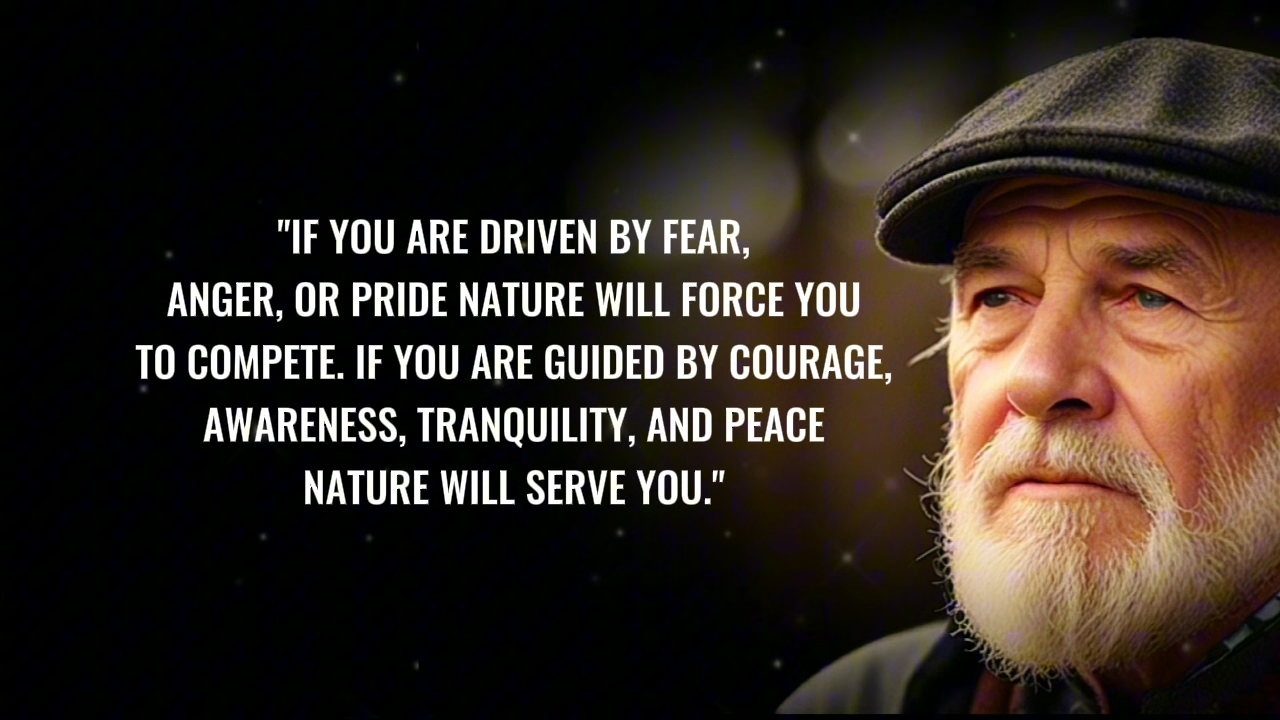 "IF YOU ARE DRIVEN BY FEAR,
ANGER, OR PRIDE NATURE WILL FORCE YOU
TO COMPETE. IF YOU ARE GUIDED BY COURAGE,
AWARENESS, TRANQUILITY, AND PEACE
NATURE WILL SERVE YOU."